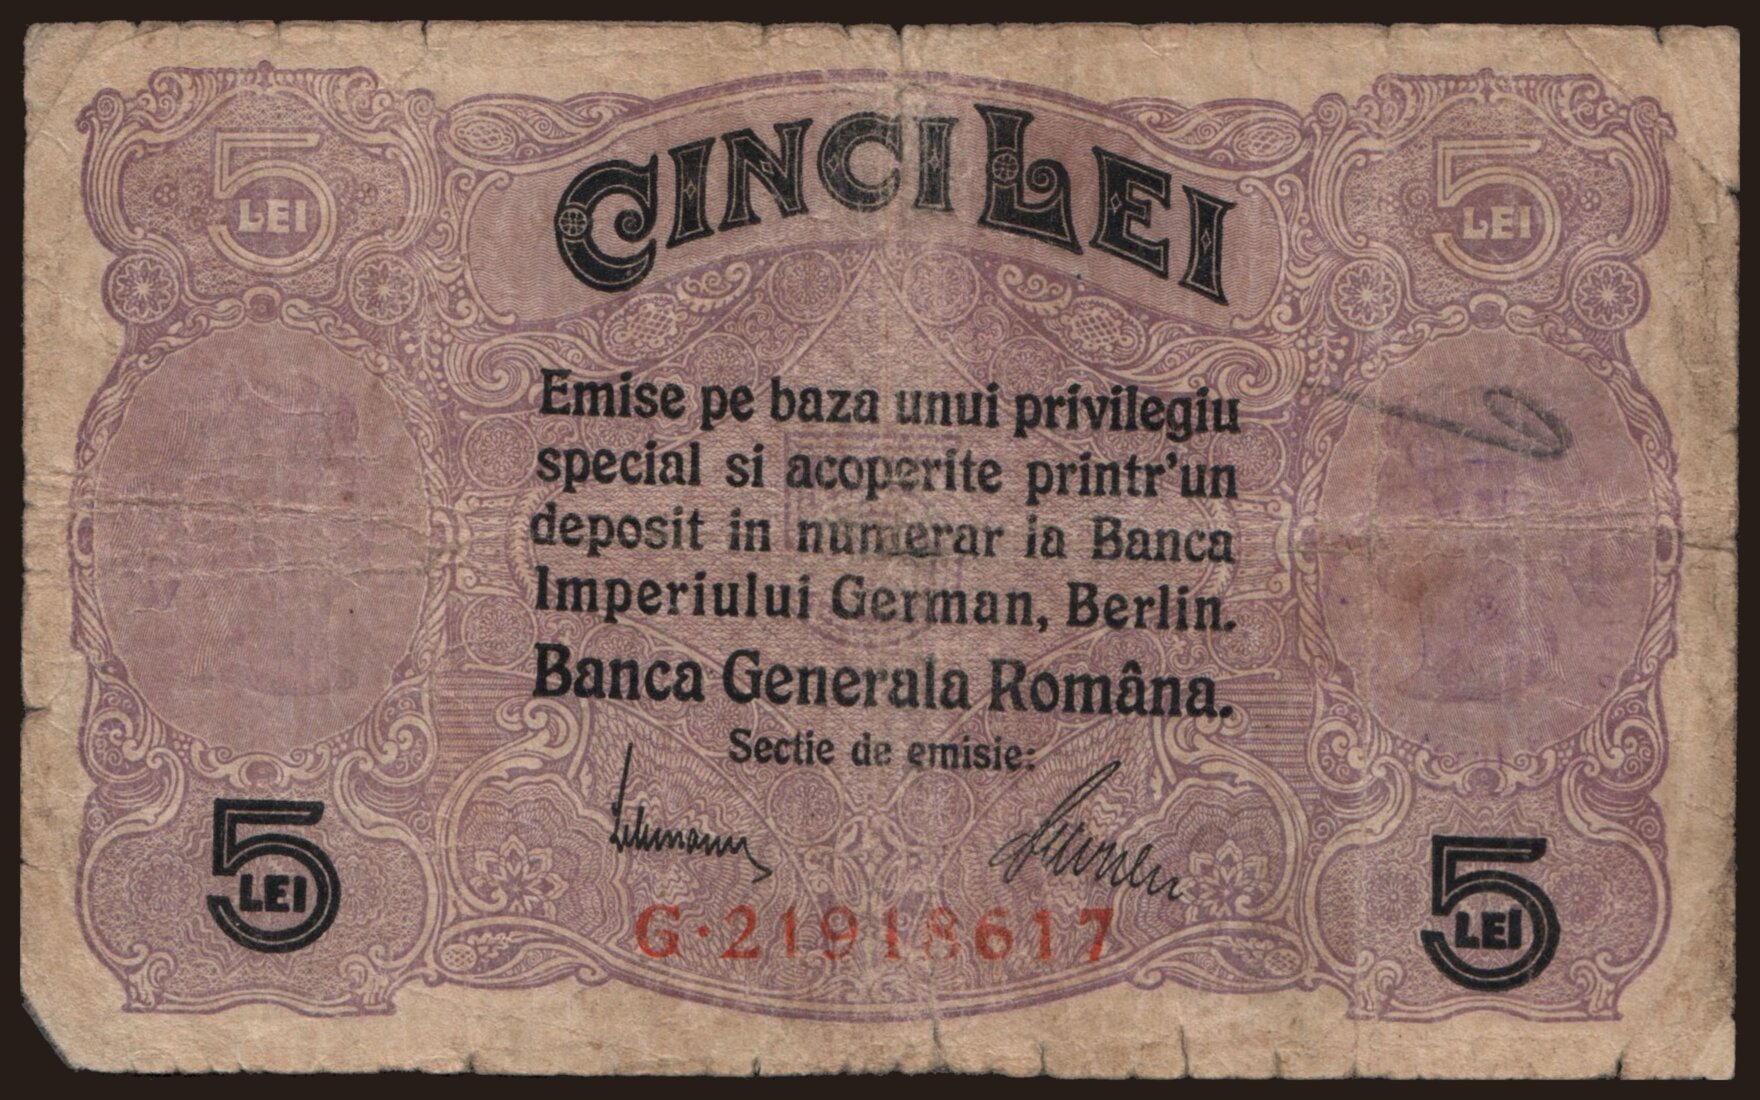 5 LEI
CINCI LEI
5 LEI
Emise pe baza unui privilegiu
special si acoperite printr'un
deposit in numerar la Banca
Imperiului German, Berlin.
Banca Generala Româna.
Sectie de emisie:
Lehmann
5 LEI
5 LEI
G·21918617